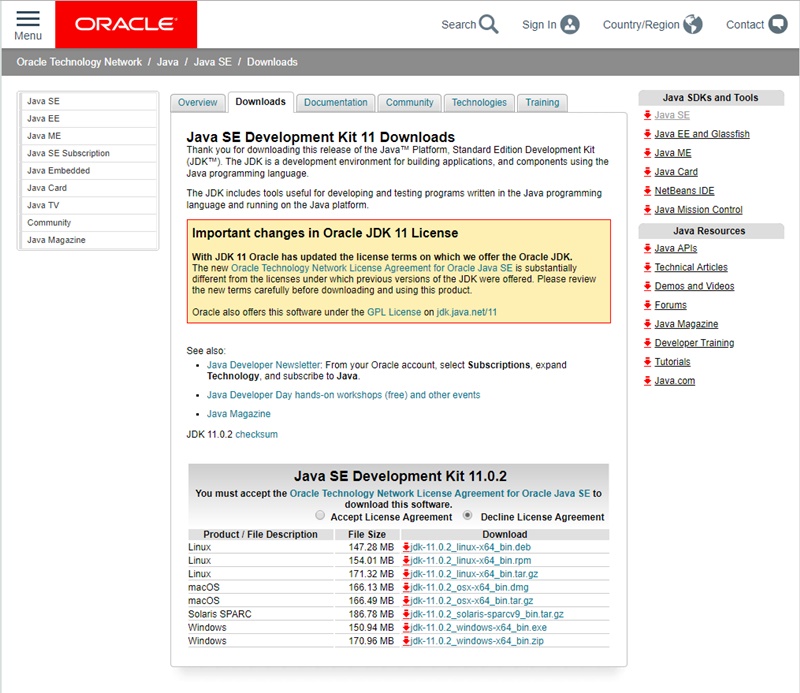 Menu
ORACLE
Search
Sign In
Country/Region
Contact
Oracle Technology Network / Java / Java SE / Downloads
Java SE
Java EE
Java ME
Java SE Subscription
Java Embedded
Java Card
Java TV
Community
Java Magazine
Overview
Downloads
Documentation
Community
Technologies
Training
Java SE Development Kit 11 Downloads
Thank you for downloading this release of the Java™ Platform, Standard Edition Development Kit
(JDK™). The JDK is a development environment for building applications, and components using the
Java programming language.
The JDK includes tools useful for developing and testing programs written in the Java programming
language and running on the Java platform.
Important changes in Oracle JDK 11 License
With JDK 11 Oracle has updated the license terms on which we offer the Oracle JDK.
The new Oracle Technology Network License Agreement for Oracle Java SE is substantially
different from the licenses under which previous versions of the JDK were offered. Please review
the new terms carefully before downloading and using this product.
Oracle also offers this software under the GPL License on jdk.java.net/11
See also:
Java Developer Newsletter: From your Oracle account, select Subscriptions, expand
Technology, and subscribe to Java.
Java Developer Day hands-on workshops (free) and other events
Java Magazine
JDK 11.0.2 checksum
Java SE Development Kit 11.0.2
You must accept the Oracle Technology Network License Agreement for Oracle Java SE to
download this software.
Accept License Agreement Decline License Agreement
Product / File Description File Size Download
Linux 147.28 MB jdk-11.0.2_linux-x64_bin.deb
Linux 154.01 MB jdk-11.0.2_linux-x64_bin.rpm
Linux 171.32 MB jdk-11.0.2_linux-x64_bin.tar.gz
macOS 166.13 MB jdk-11.0.2_osx-x64_bin.dmg
macOS 166.49 MB jdk-11.0.2_osx-x64_bin.tar.gz
Solaris SPARC 186.78 MB jdk-11.0.2_solaris-sparcv9_bin.tar.gz
Windows 150.94 MB jdk-11.0.2_windows-x64_bin.exe
Windows 170.96 MB jdk-11.0.2_windows-x64_bin.zip
Java SDKs and Tools
Java SE
Java EE and Glassfish
Java ME
Java Card
NetBeans IDE
Java Mission Control
Java Resources
Java APIs
Technical Articles
Demos and Videos
Forums
Java Magazine
Developer Training
Tutorials
Java.com